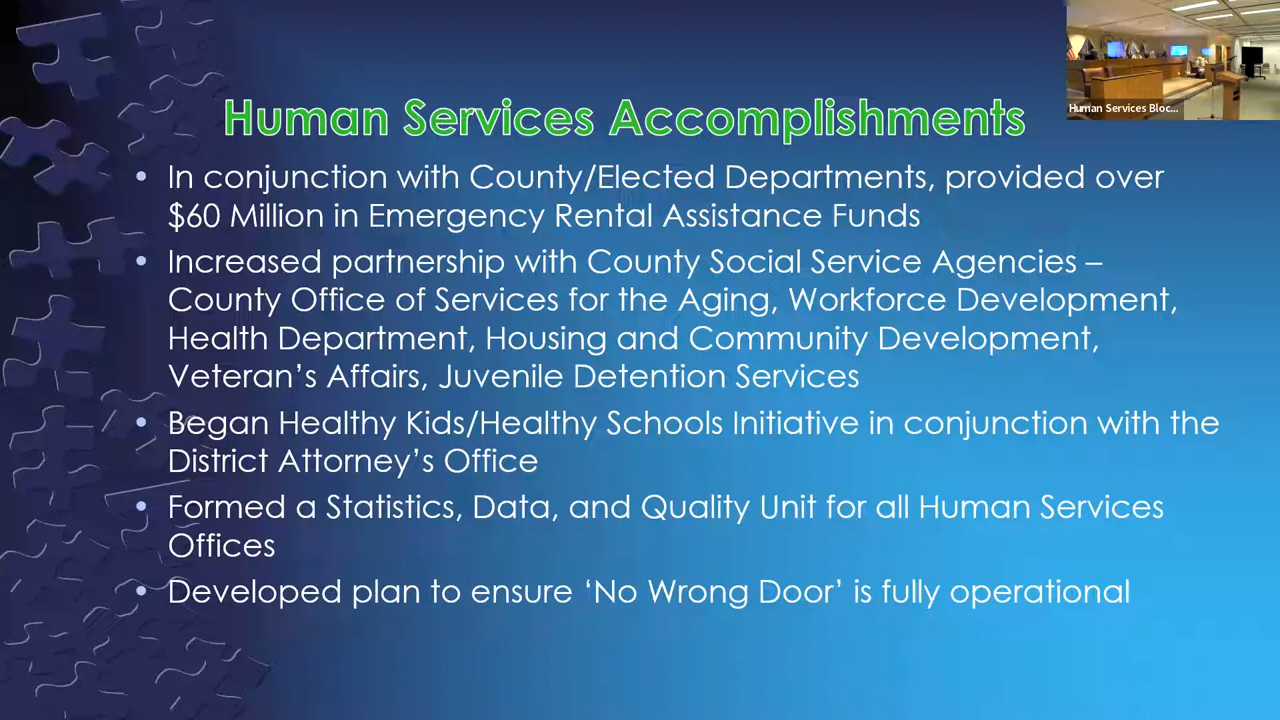 Human Services Bloc...
Human Services Accomplishments
• In conjunction with County/Elected Departments, provided over
$60 Million in Emergency Rental Assistance Funds
• Increased partnership with County Social Service Agencies –
County Office of Services for the Aging, Workforce Development,
Health Department, Housing and Community Development,
Veteran’s Affairs, Juvenile Detention Services
• Began Healthy Kids/Healthy Schools Initiative in conjunction with the
District Attorney’s Office
• Formed a Statistics, Data, and Quality Unit for all Human Services
Offices
• Developed plan to ensure ‘No Wrong Door’ is fully operational